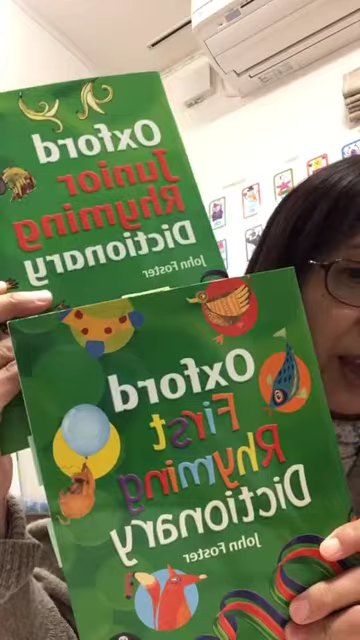 Oxford
Junior
Rhyming
Dictionary
John Foster
Oxford
First
Rhyming
Dictionary
John Foster